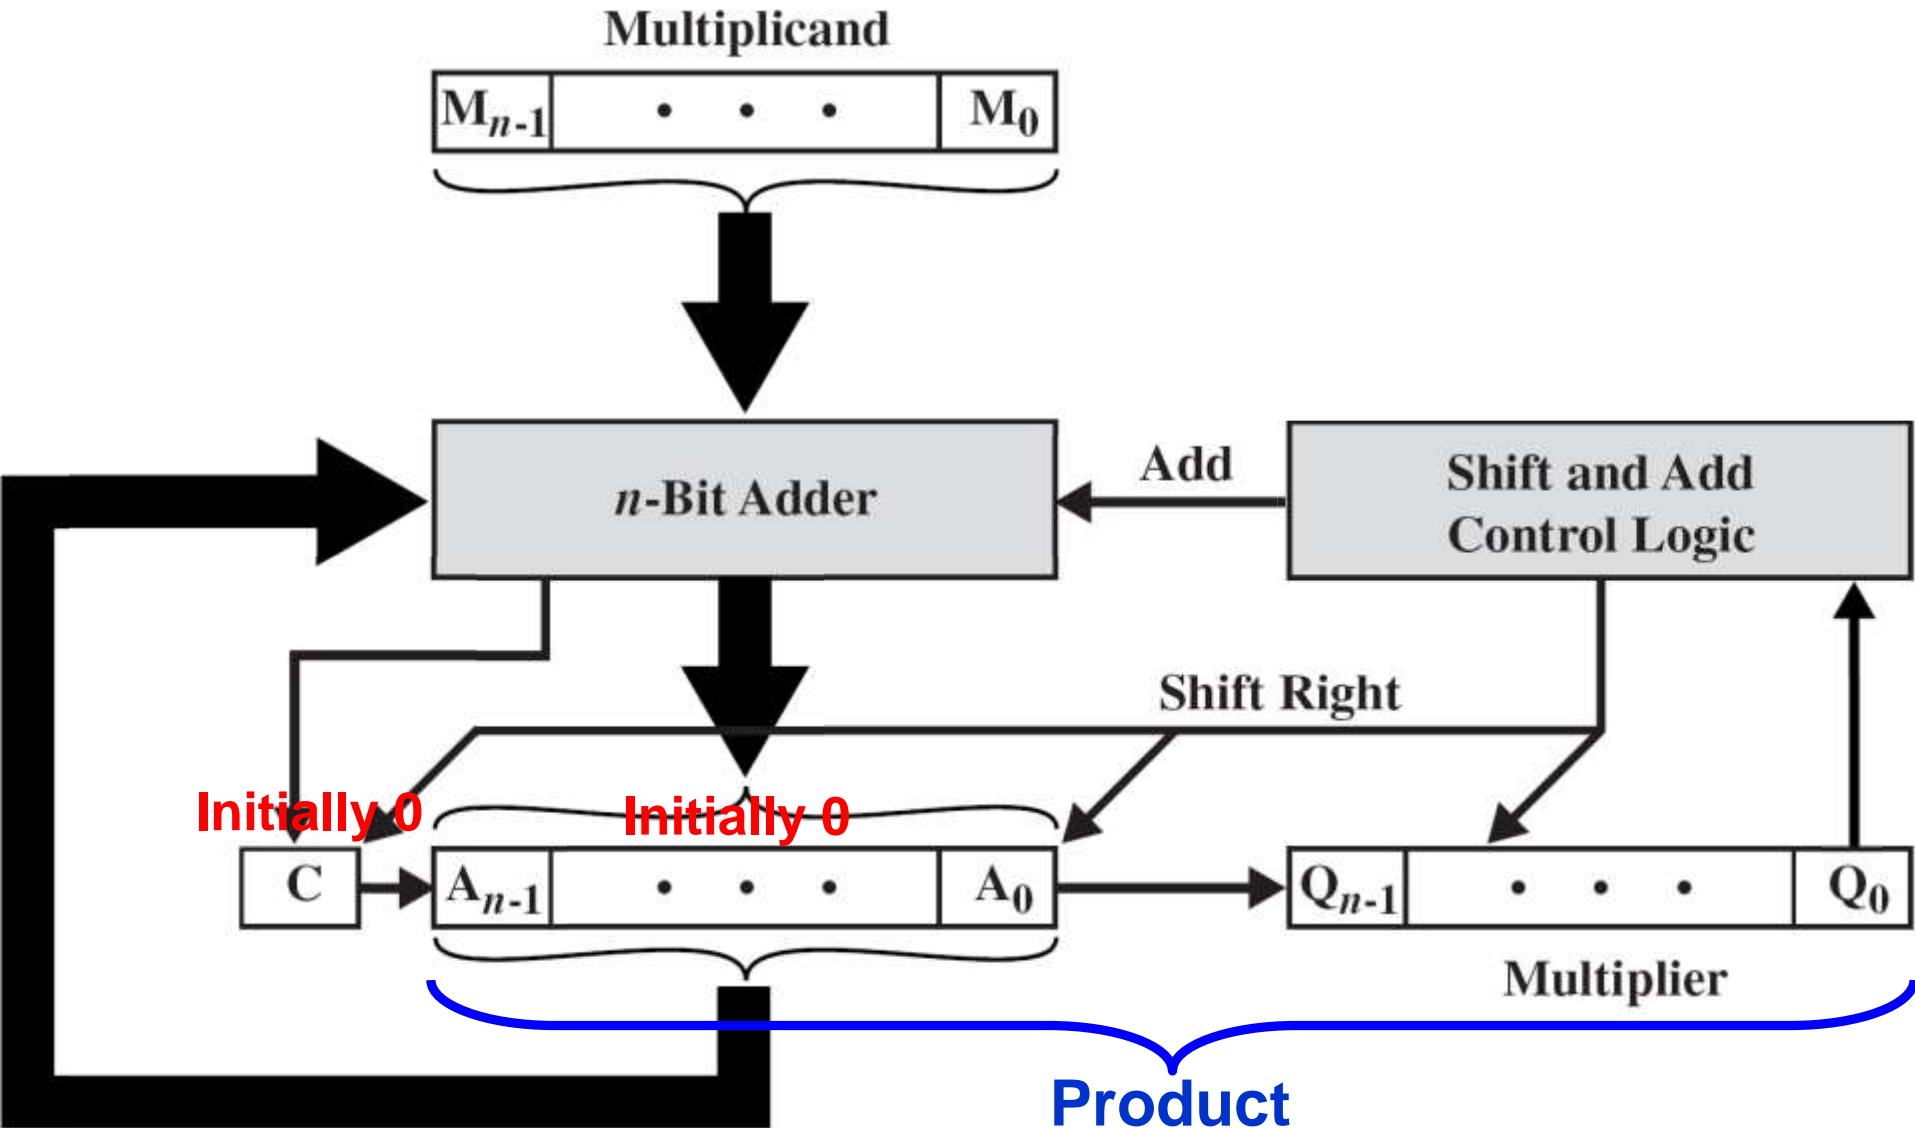 Multiplicand
Mn-1 • • • M0
n-Bit Adder
Add
Shift and Add
Control Logic
Shift Right
Initially 0
Initially 0
C
An-1 • • • A0
Qn-1 • • • Q0
Multiplier
Product